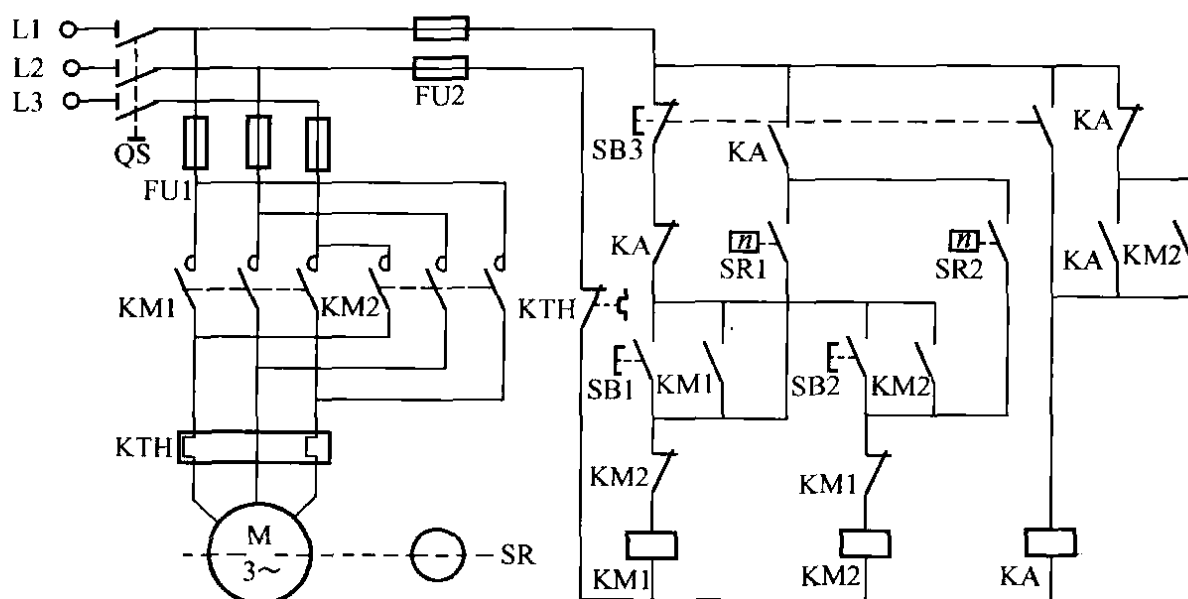 L1
L2
L3
QS
FU2
FU1
SB3
KA
KA
KA
n
SR1
n
SR2
KA
KM2
KM1
KM2
KTH
SB1
KM1
SB2
KM2
KTH
KM2
KM1
M
3~
SR
KM1
KM2
KA